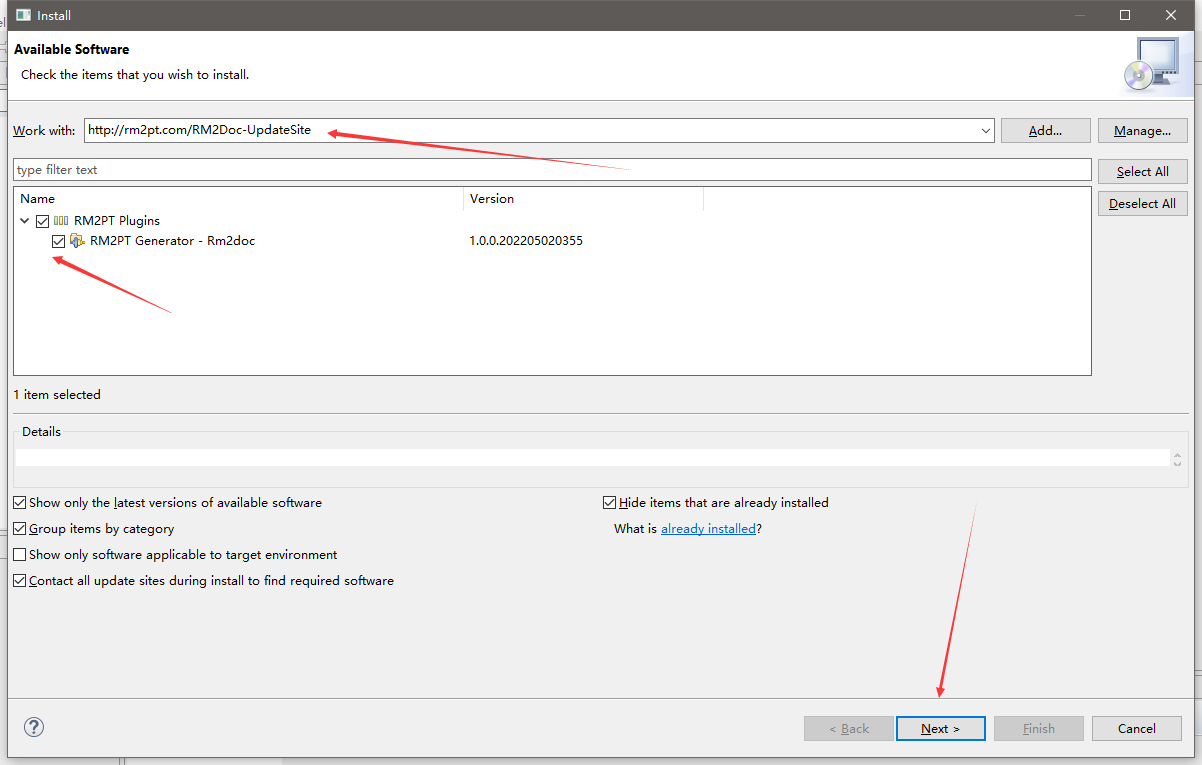 Install
Available Software
Check the items that you wish to install.
Work with: http://rm2pt.com/RM2Doc-UpdateSite Add... Manage...
type filter text Select All
Name Version Deselect All
RM2PT Plugins
RM2PT Generator - Rm2doc 1.0.0.202205020355
1 item selected
Details
Show only the latest versions of available software Hide items that are already installed
Group items by category What is already installed?
Show only software applicable to target environment
Contact all update sites during install to find required software
? < Back Next > Finish Cancel